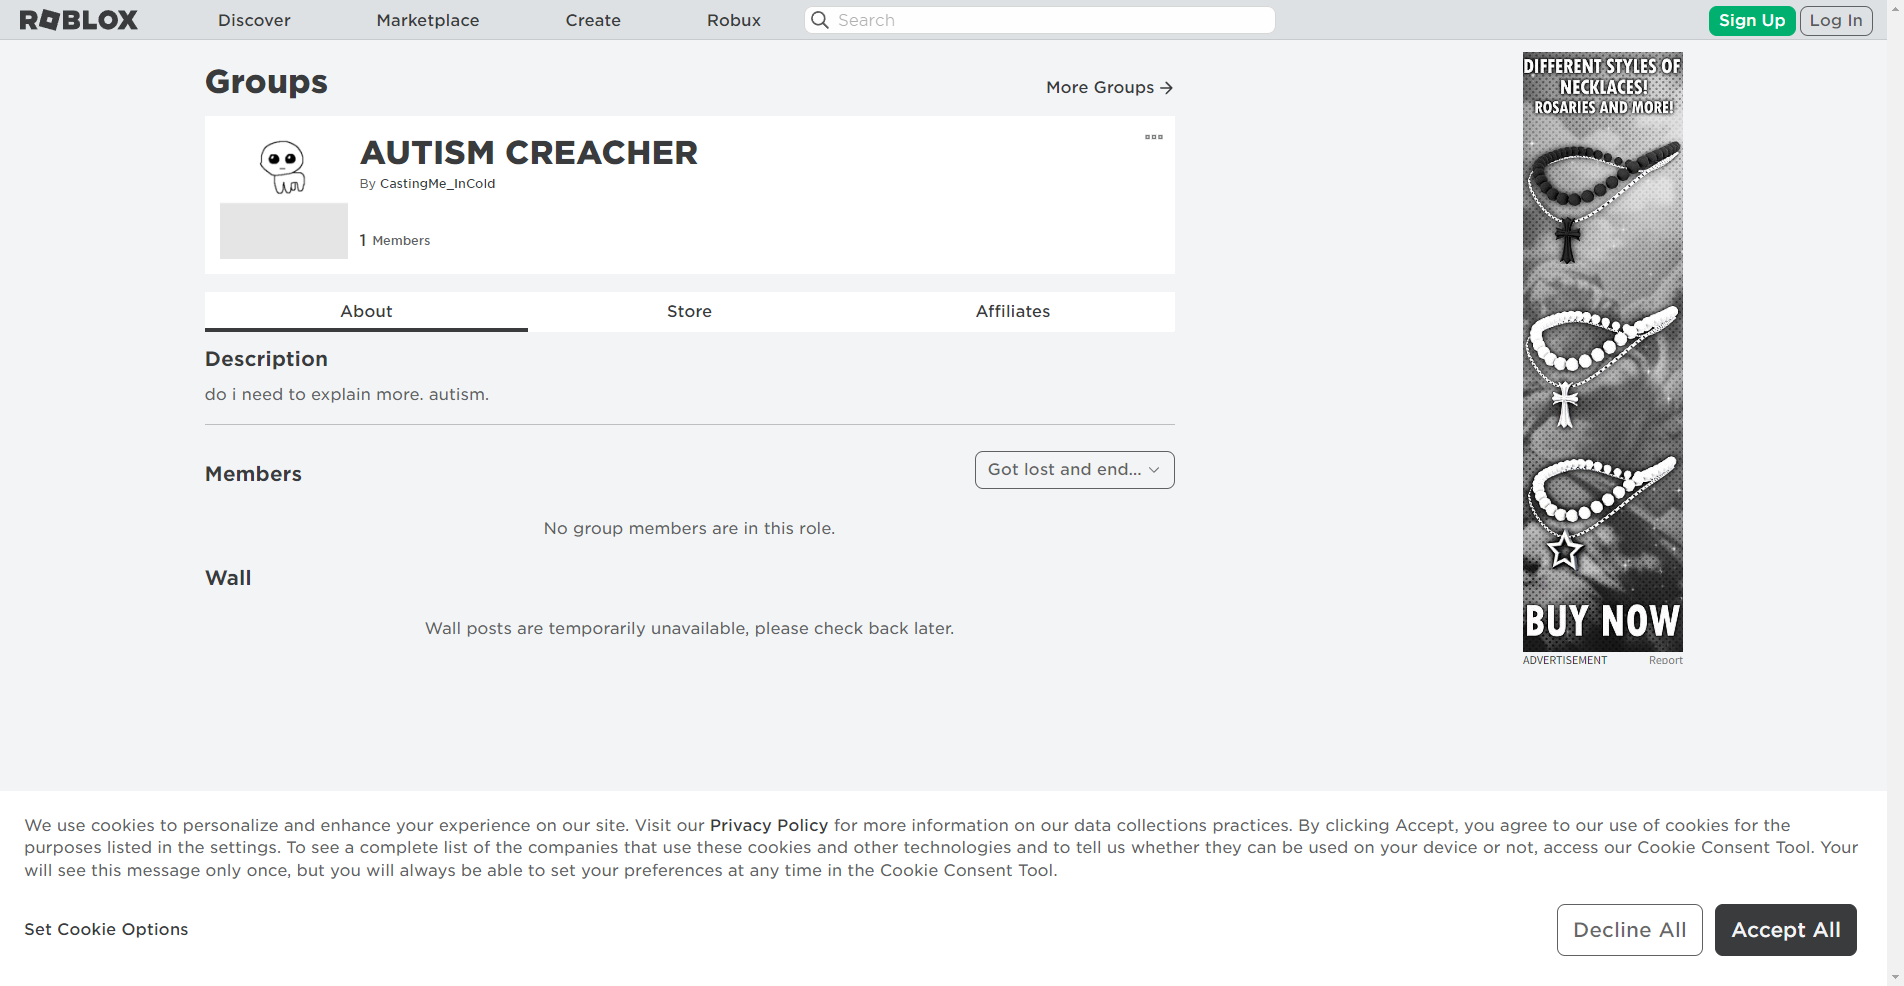 ROBLOX
Discover
Marketplace
Create
Robux
Search
Sign Up
Log In
Groups
More Groups →
AUTISM CREACHER
By CastingMe_InCold
1 Members
About
Store
Affiliates
Description
do i need to explain more. autism.
Members
Got lost and end...
No group members are in this role.
Wall
Wall posts are temporarily unavailable, please check back later.
DIFFERENT STYLES OF
NECKLACES!
ROSARIES AND MORE!
BUY NOW
ADVERTISEMENT
Report
We use cookies to personalize and enhance your experience on our site. Visit our Privacy Policy for more information on our data collections practices. By clicking Accept, you agree to our use of cookies for the
purposes listed in the settings. To see a complete list of the companies that use these cookies and other technologies and to tell us whether they can be used on your device or not, access our Cookie Consent Tool. Your
will see this message only once, but you will always be able to set your preferences at any time in the Cookie Consent Tool.
Set Cookie Options
Decline All
Accept All